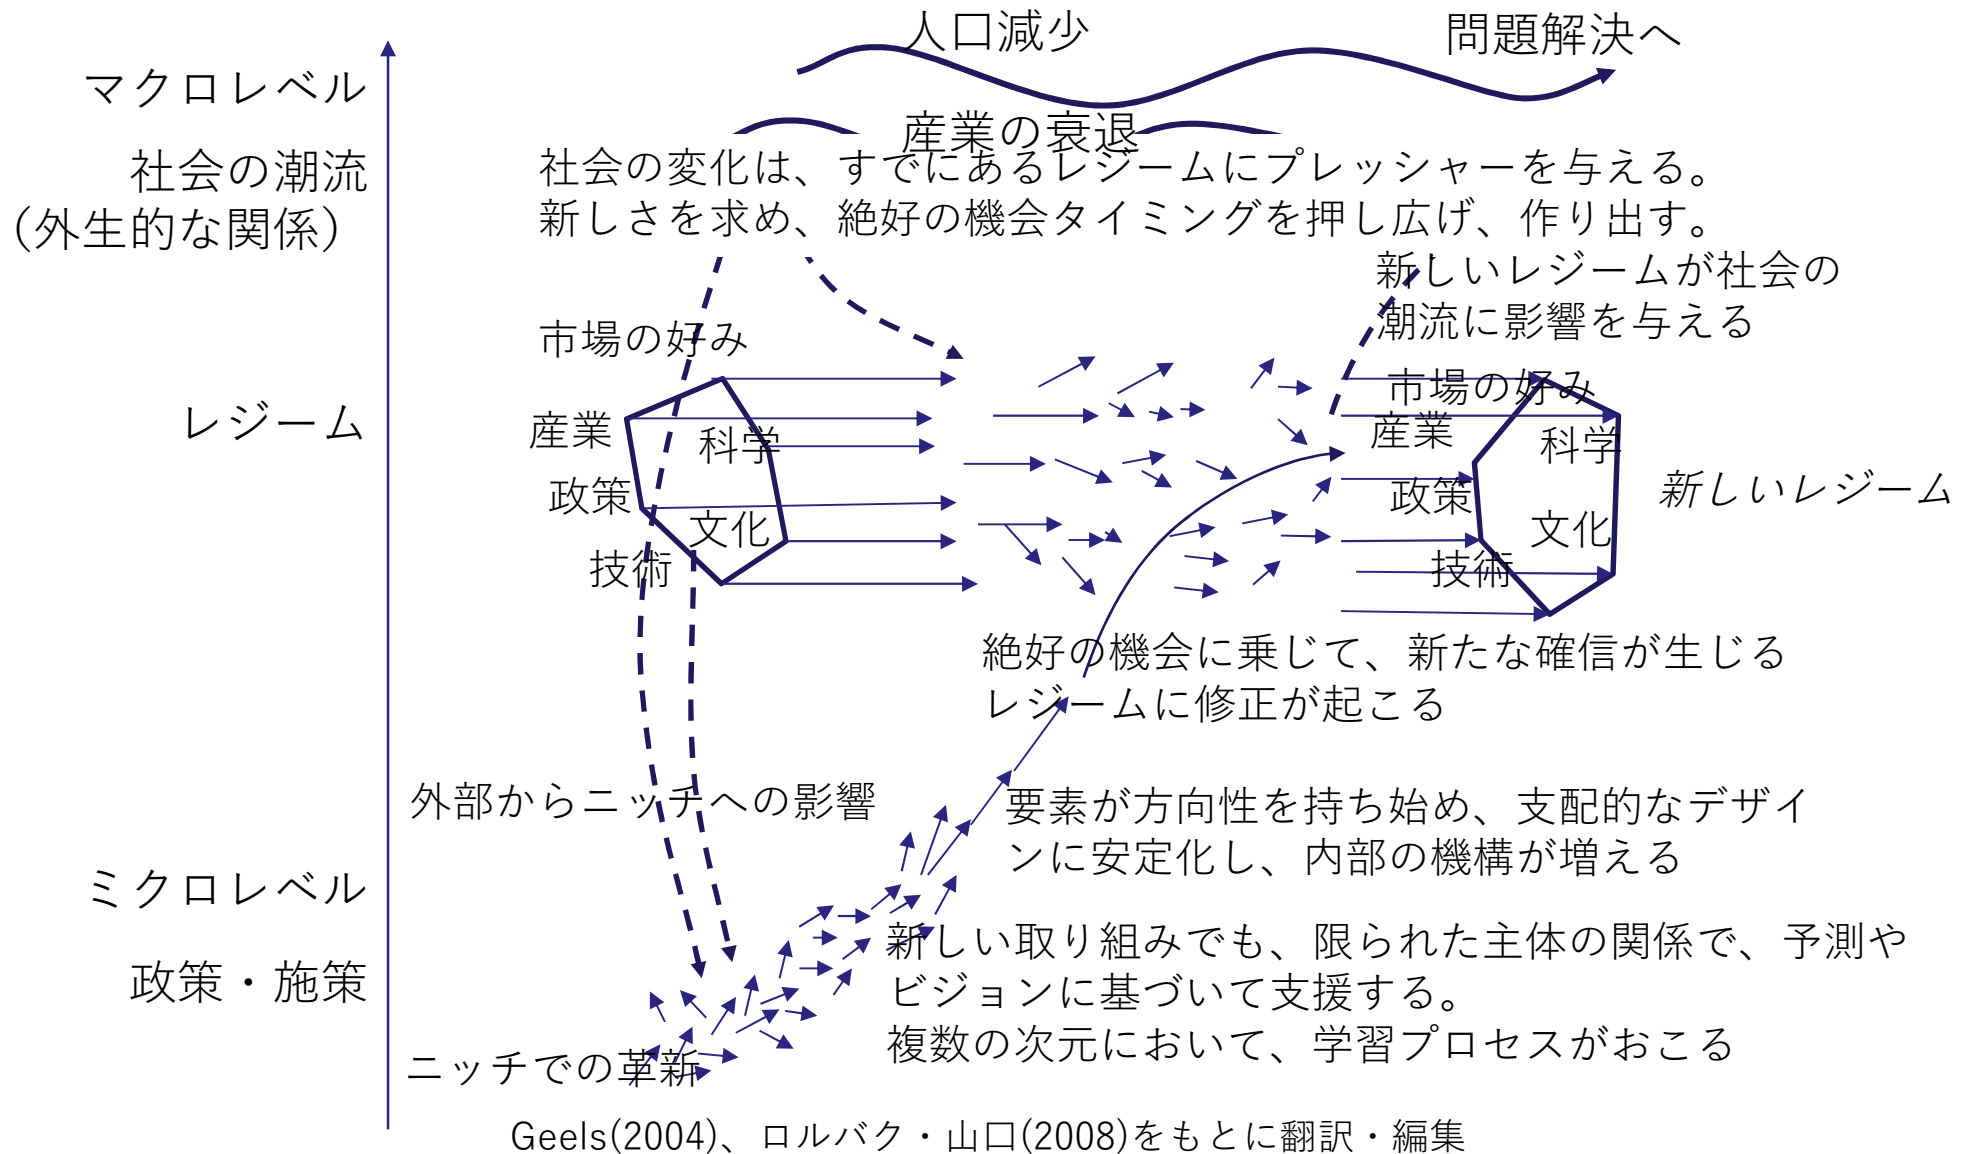 人口減少
問題解決へ
マクロレベル
産業の衰退
社会の潮流
（外生的な関係）
社会の変化は、すでにあるレジームにプレッシャーを与える。
新しさを求め、絶好の機会タイミングを押し広げ、作り出す。
新しいレジームが社会の
潮流に影響を与える
市場の好み
市場の好み
レジーム
産業
科学
政策
文化
技術
産業
科学
政策
文化
技術
新しいレジーム
絶好の機会に乗じて、新たな確信が生じる
レジームに修正が起こる
外部からニッチへの影響
要素が方向性を持ち始め、支配的なデザイ
ンに安定化し、内部の機構が増える
ミクロレベル
政策・施策
新しい取り組みでも、限られた主体の関係で、予測や
ビジョンに基づいて支援する。
複数の次元において、学習プロセスがおこる
ニッチでの革新
Geels(2004)、ロルバク・山口(2008)をもとに翻訳・編集